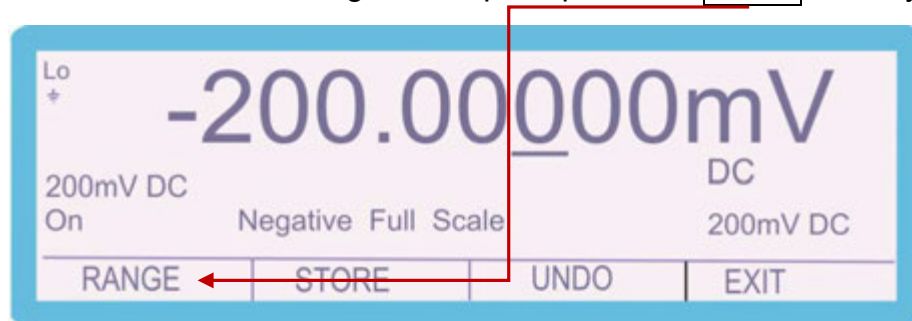 Lo
-200.00000mV
DC
200mV DC
On Negative Full Scale 200mV DC
RANGE STORE UNDO EXIT